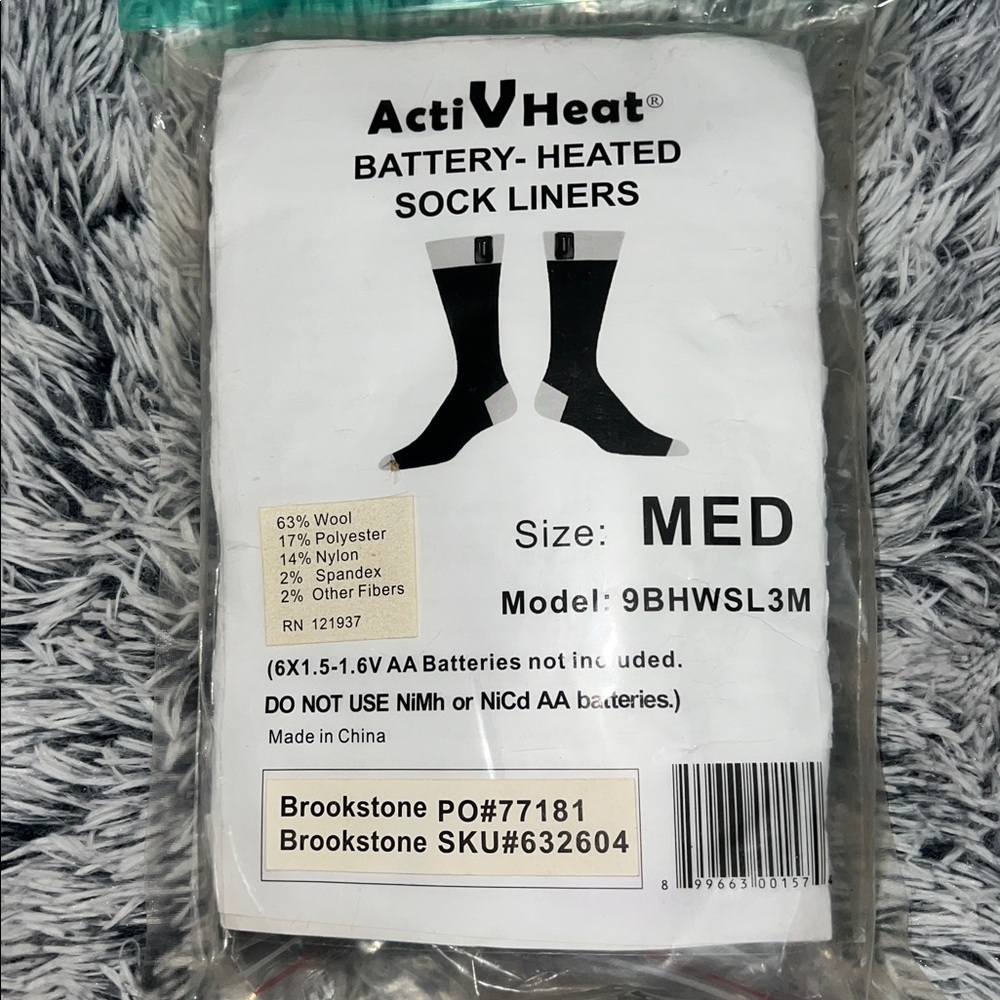 ActiVHeat®
BATTERY- HEATED
SOCK LINERS
63% Wool
17% Polyester
14% Nylon
2% Spandex
2% Other Fibers
RN 121937
Size: MED
Model: 9BHWSL3M
(6X1.5-1.6V AA Batteries not included.
DO NOT USE NiMh or NiCd AA batteries.)
Made in China
Brookstone PO#77181
Brookstone SKU#632604
8 99663 00157 4